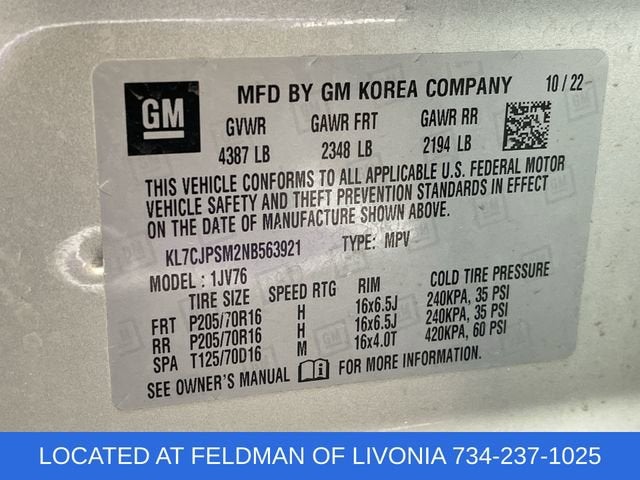 GM
MFD BY GM KOREA COMPANY 10/22
GVWR GAWR FRT GAWR RR
4387 LB 2348 LB 2194 LB
THIS VEHICLE CONFORMS TO ALL APPLICABLE U.S. FEDERAL MOTOR
VEHICLE SAFETY AND THEFT PREVENTION STANDARDS IN EFFECT
ON THE DATE OF MANUFACTURE SHOWN ABOVE.
KL7CJPSM2NB563921 TYPE: MPV
MODEL : 1JV76
TIRE SIZE SPEED RTG RIM COLD TIRE PRESSURE
FRT P205/70R16 H 16x6.5J 240KPA, 35 PSI
RR P205/70R16 H 16x6.5J 240KPA, 35 PSI
SPA T125/70D16 M 16x4.0T 420KPA, 60 PSI
SEE OWNER'S MANUAL FOR MORE INFORMATION.
LOCATED AT FELDMAN OF LIVONIA 734-237-1025